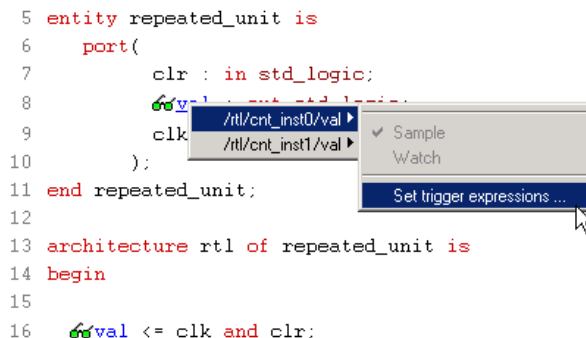 5 entity repeated_unit is
6 port(
7 clr : in std_logic;
8 val : out std_logic;
/rtl/cnt_inst0/val
9 clk
/rtl/cnt_inst1/val
Sample
10 );
Watch
11 end repeated_unit;
Set trigger expressions ...
12
13 architecture rtl of repeated_unit is
14 begin
15
16 val <= clk and clr;